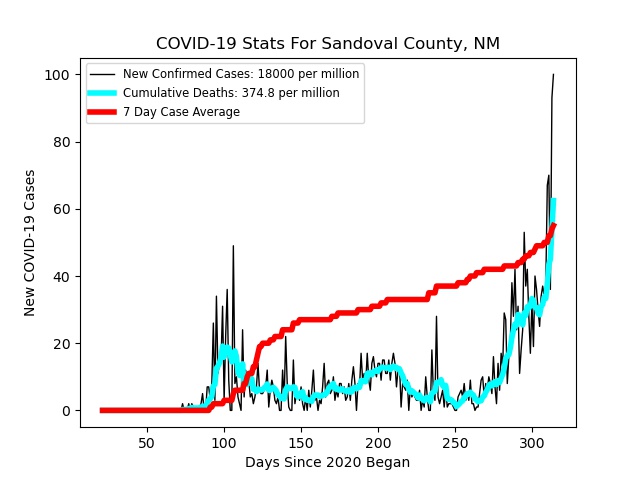 COVID-19 Stats For Sandoval County, NM
New Confirmed Cases: 18000 per million
Cumulative Deaths: 374.8 per million
7 Day Case Average
New COVID-19 Cases
100
80
60
40
20
0
50 100 150 200 250 300
Days Since 2020 Began